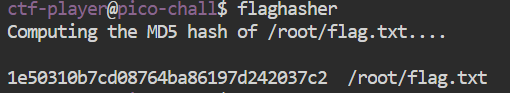 ctf-player@pico-chall$ flaghasher
Computing the MD5 hash of /root/flag.txt....
1e50310b7cd08764ba86197d242037c2  /root/flag.txt